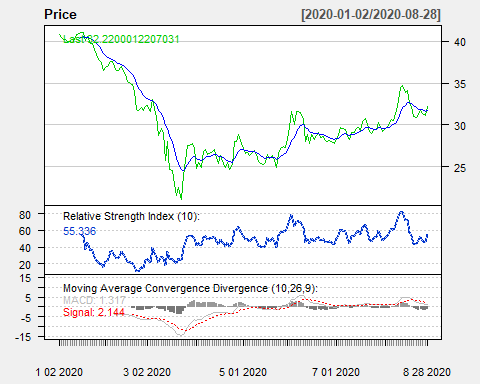 Price [2020-01-02/2020-08-28]
Last 32.2200012207031
40
35
30
25
Relative Strength Index (10):
55.336
80
60
40
20
Moving Average Convergence Divergence (10,26,9):
MACD: 1.317
Signal: 2.144
15
5
-5
-15
1 02 2020 3 02 2020 5 01 2020 7 01 2020 8 28 2020